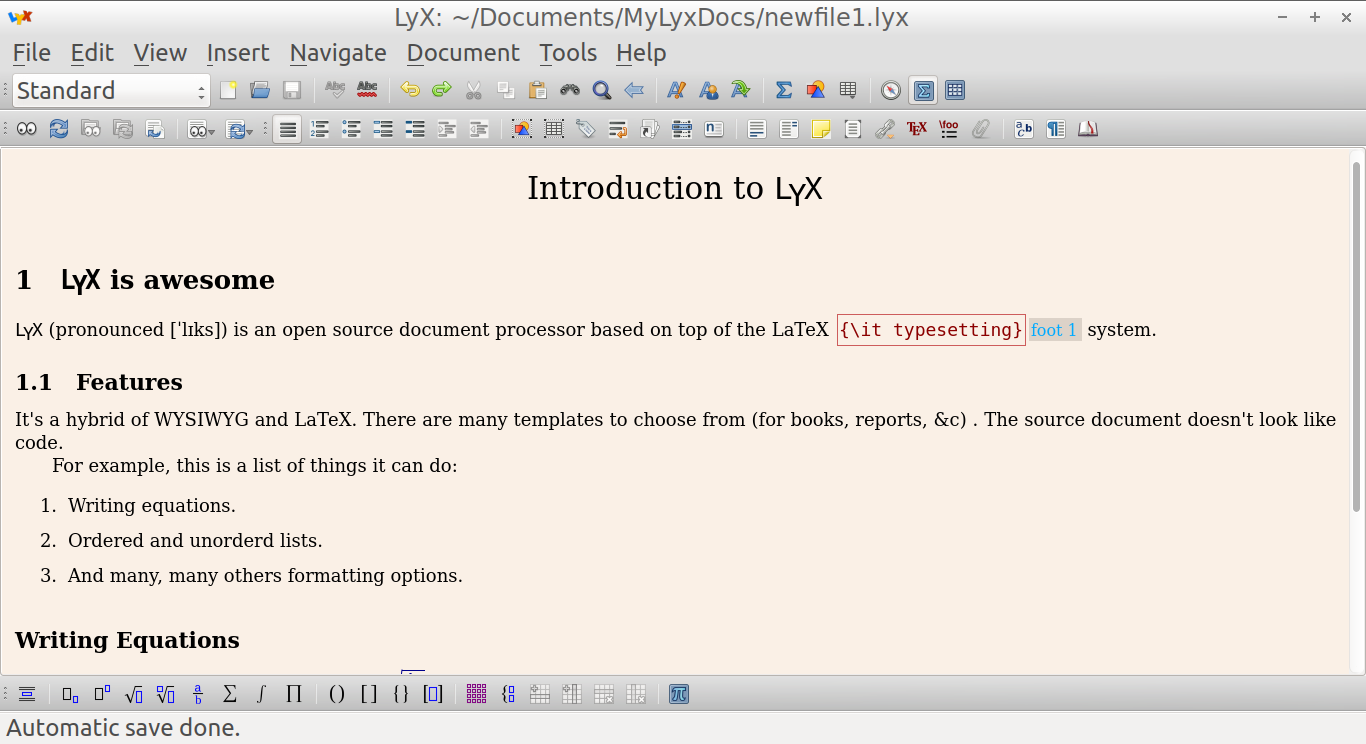 LyX: ~/Documents/MyLyxDocs/newfile1.lyx
File Edit View Insert Navigate Document Tools Help
Standard
Introduction to LyX
1 LyX is awesome
LyX (pronounced [ˈlɪks]) is an open source document processor based on top of the LaTeX {\it typesetting} foot 1 system.
1.1 Features
It's a hybrid of WYSIWYG and LaTeX. There are many templates to choose from (for books, reports, &c) . The source document doesn't look like
code.
For example, this is a list of things it can do:
1. Writing equations.
2. Ordered and unorderd lists.
3. And many, many others formatting options.
Writing Equations
Automatic save done.